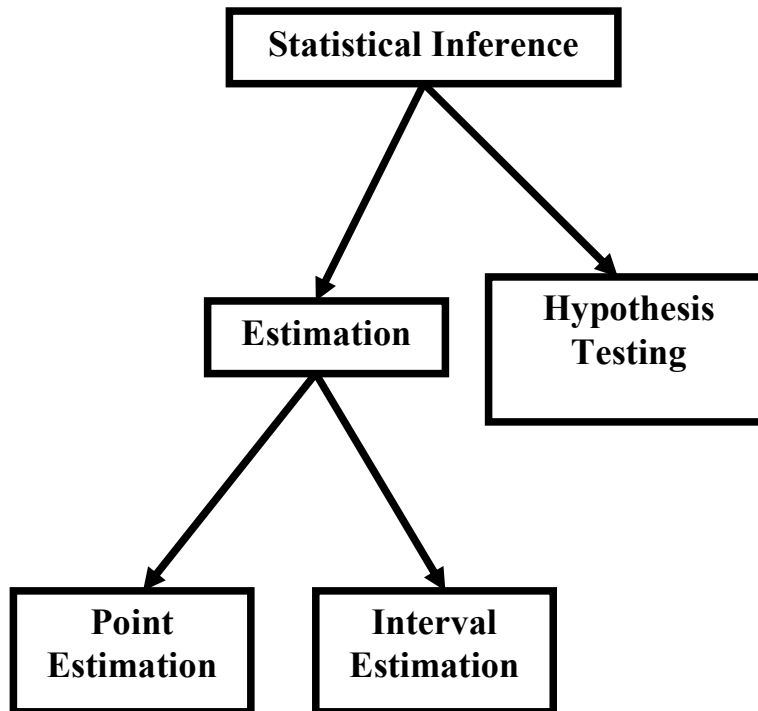 Statistical Inference
Estimation
Hypothesis
Testing
Point
Estimation
Interval
Estimation